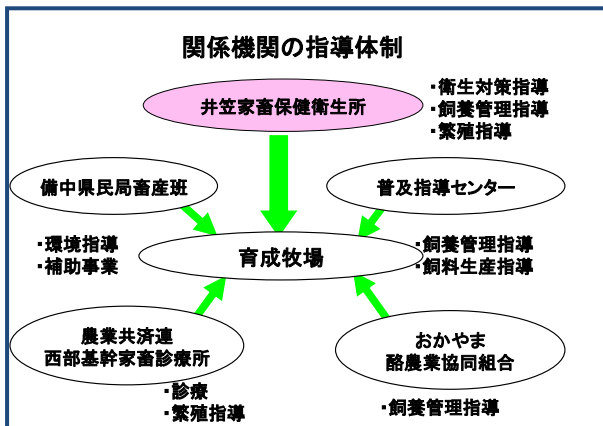 関係機関の指導体制
井笠家畜保健衛生所
・衛生対策指導
・飼養管理指導
・繁殖指導
備中県民局畜産班
普及指導センター
・環境指導
・補助事業
育成牧場
・飼養管理指導
・飼料生産指導
農業共済連
西部基幹家畜診療所
おかやま
酪農業協同組合
・診療
・繁殖指導
・飼養管理指導